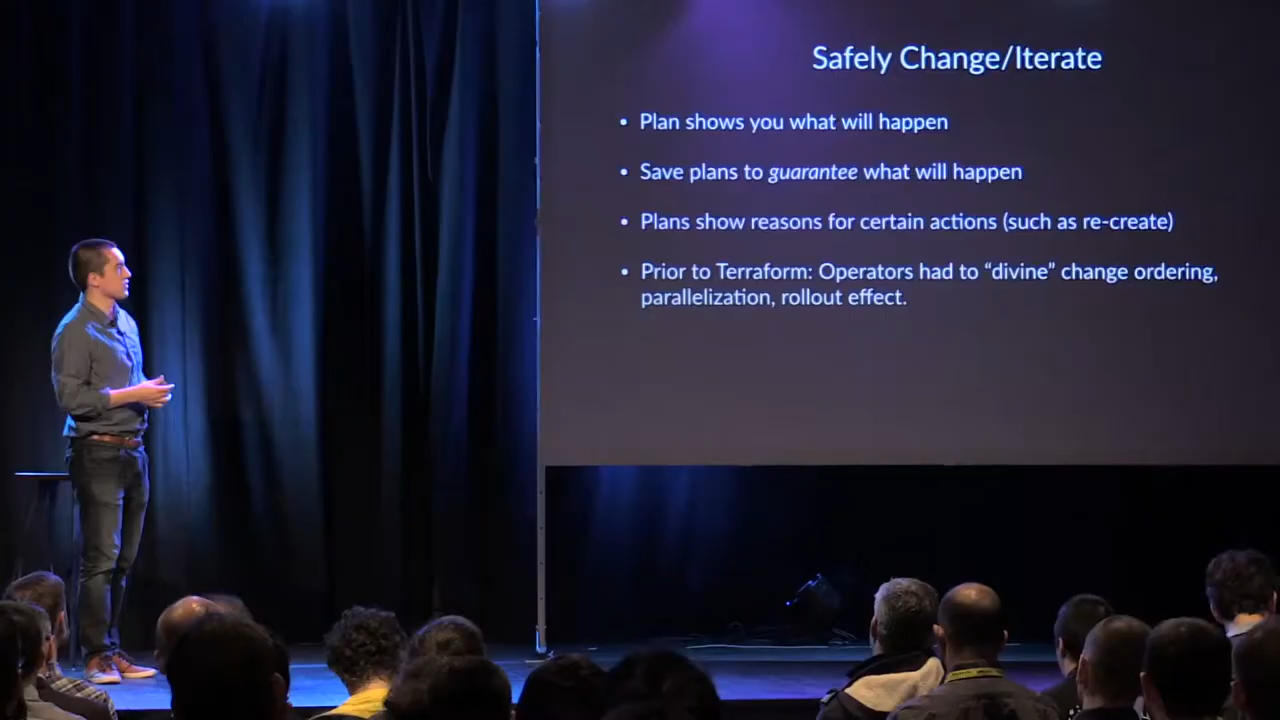 Safely Change/Iterate
• Plan shows you what will happen
• Save plans to guarantee what will happen
• Plans show reasons for certain actions (such as re-create)
• Prior to Terraform: Operators had to “divine” change ordering,
parallelization, rollout effect.